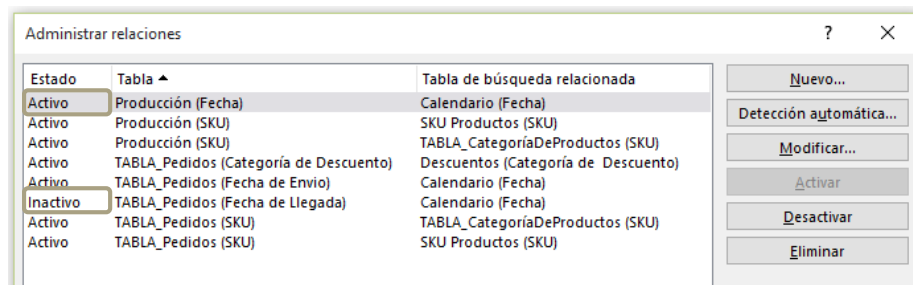 Administrar relaciones ? ×
Estado Tabla ▲ Tabla de búsqueda relacionada
Activo Producción (Fecha) Calendario (Fecha)
Activo Producción (SKU) SKU Productos (SKU)
Activo Producción (SKU) TABLA_CategoríaDeProductos (SKU)
Activo TABLA_Pedidos (Categoría de Descuento) Descuentos (Categoría de  Descuento)
Activo TABLA_Pedidos (Fecha de Envio) Calendario (Fecha)
Inactivo TABLA_Pedidos (Fecha de Llegada) Calendario (Fecha)
Activo TABLA_Pedidos (SKU) TABLA_CategoríaDeProductos (SKU)
Activo TABLA_Pedidos (SKU) SKU Productos (SKU)
Nuevo...
Detección automática...
Modificar...
Activar
Desactivar
Eliminar